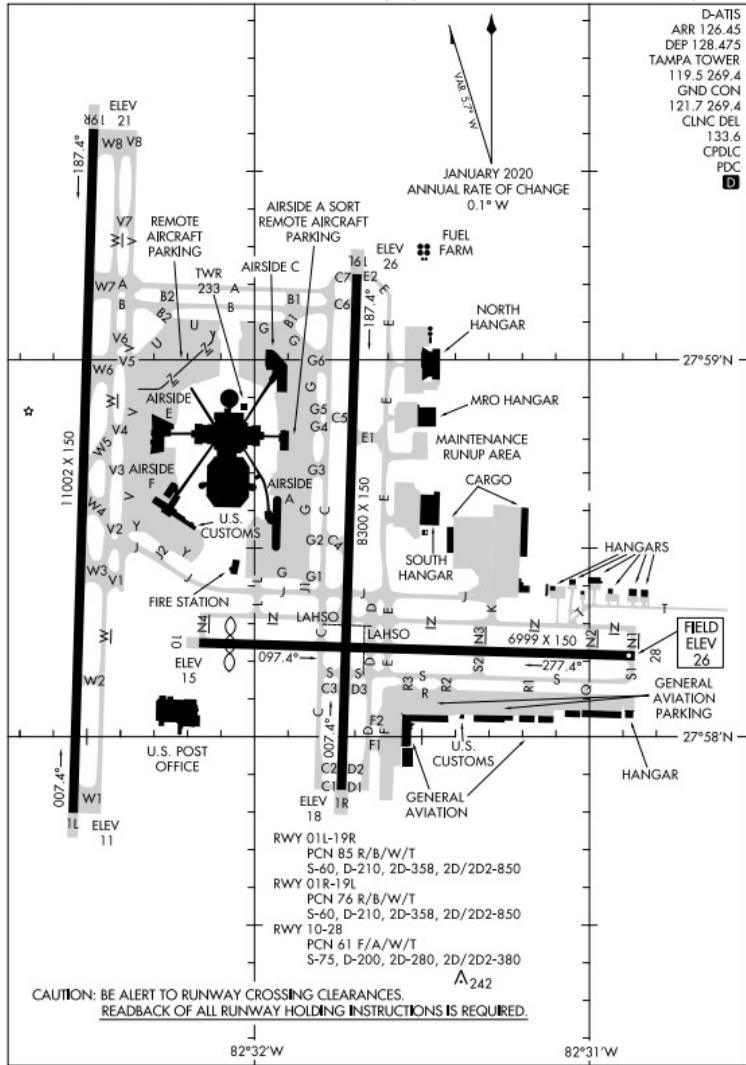 D-ATIS
ARR 126.45
DEP 128.475
TAMPA TOWER
119.5 269.4
GND CON
121.7 269.4
CLNC DEL
133.6
CPDLC
PDC
D
VAR 5.7° W
JANUARY 2020
ANNUAL RATE OF CHANGE
0.1° W
ELEV
21
19R
187.4°
W8 V8
V7
W
V
REMOTE
AIRCRAFT
PARKING
AIRSIDE A SORT
REMOTE AIRCRAFT
PARKING
TWR
233
AIRSIDE C
19L
ELEV
26
FUEL
FARM
W7 A
B
B2
A
B
B1
C7 E2
C6
E
187.4°
B2
U
Y
G
B1
G
E
NORTH
HANGAR
V6
V
V5
U
Z
W6
G6
27°59'N
G
Z
W
V
AIRSIDE
E
G5
G4
C5
E
MRO HANGAR
V4
W5
E1
MAINTENANCE
RUNUP AREA
11002 X 150
V3
AIRSIDE
F
G3
CARGO
AIRSIDE
A
E
8300 X 150
V
W4
V2
Y
J
J2
Y
U.S.
CUSTOMS
G
C
G2
C4
SOUTH
HANGAR
HANGARS
W3
V1
J
FIRE STATION
L
G
G1
J
J1
J
D
E
K
J
T
T
W
L
N4
N
C
LAHSO
LAHSO
N
N3
N
6999 X 150
N2
N1
FIELD
ELEV
26
10
ELEV
15
097.4°
277.4°
28
D
E
S
S
S
S2
S
S1
W2
C3
D3
R3
R
R2
R1
Q
GENERAL
AVIATION
PARKING
U.S. POST
OFFICE
C
007.4°
D
F2
F1
F
U.S.
CUSTOMS
27°58'N
HANGAR
007.4°
W1
1L
ELEV
11
C2
D2
C1
D1
1R
ELEV
18
GENERAL
AVIATION
RWY 01L-19R
PCN 85 R/B/W/T
S-60, D-210, 2D-358, 2D/2D2-850
RWY 01R-19L
PCN 76 R/B/W/T
S-60, D-210, 2D-358, 2D/2D2-850
RWY 10-28
PCN 61 F/A/W/T
S-75, D-200, 2D-280, 2D/2D2-380
242
CAUTION: BE ALERT TO RUNWAY CROSSING CLEARANCES.
READBACK OF ALL RUNWAY HOLDING INSTRUCTIONS IS REQUIRED.
82°32'W
82°31'W